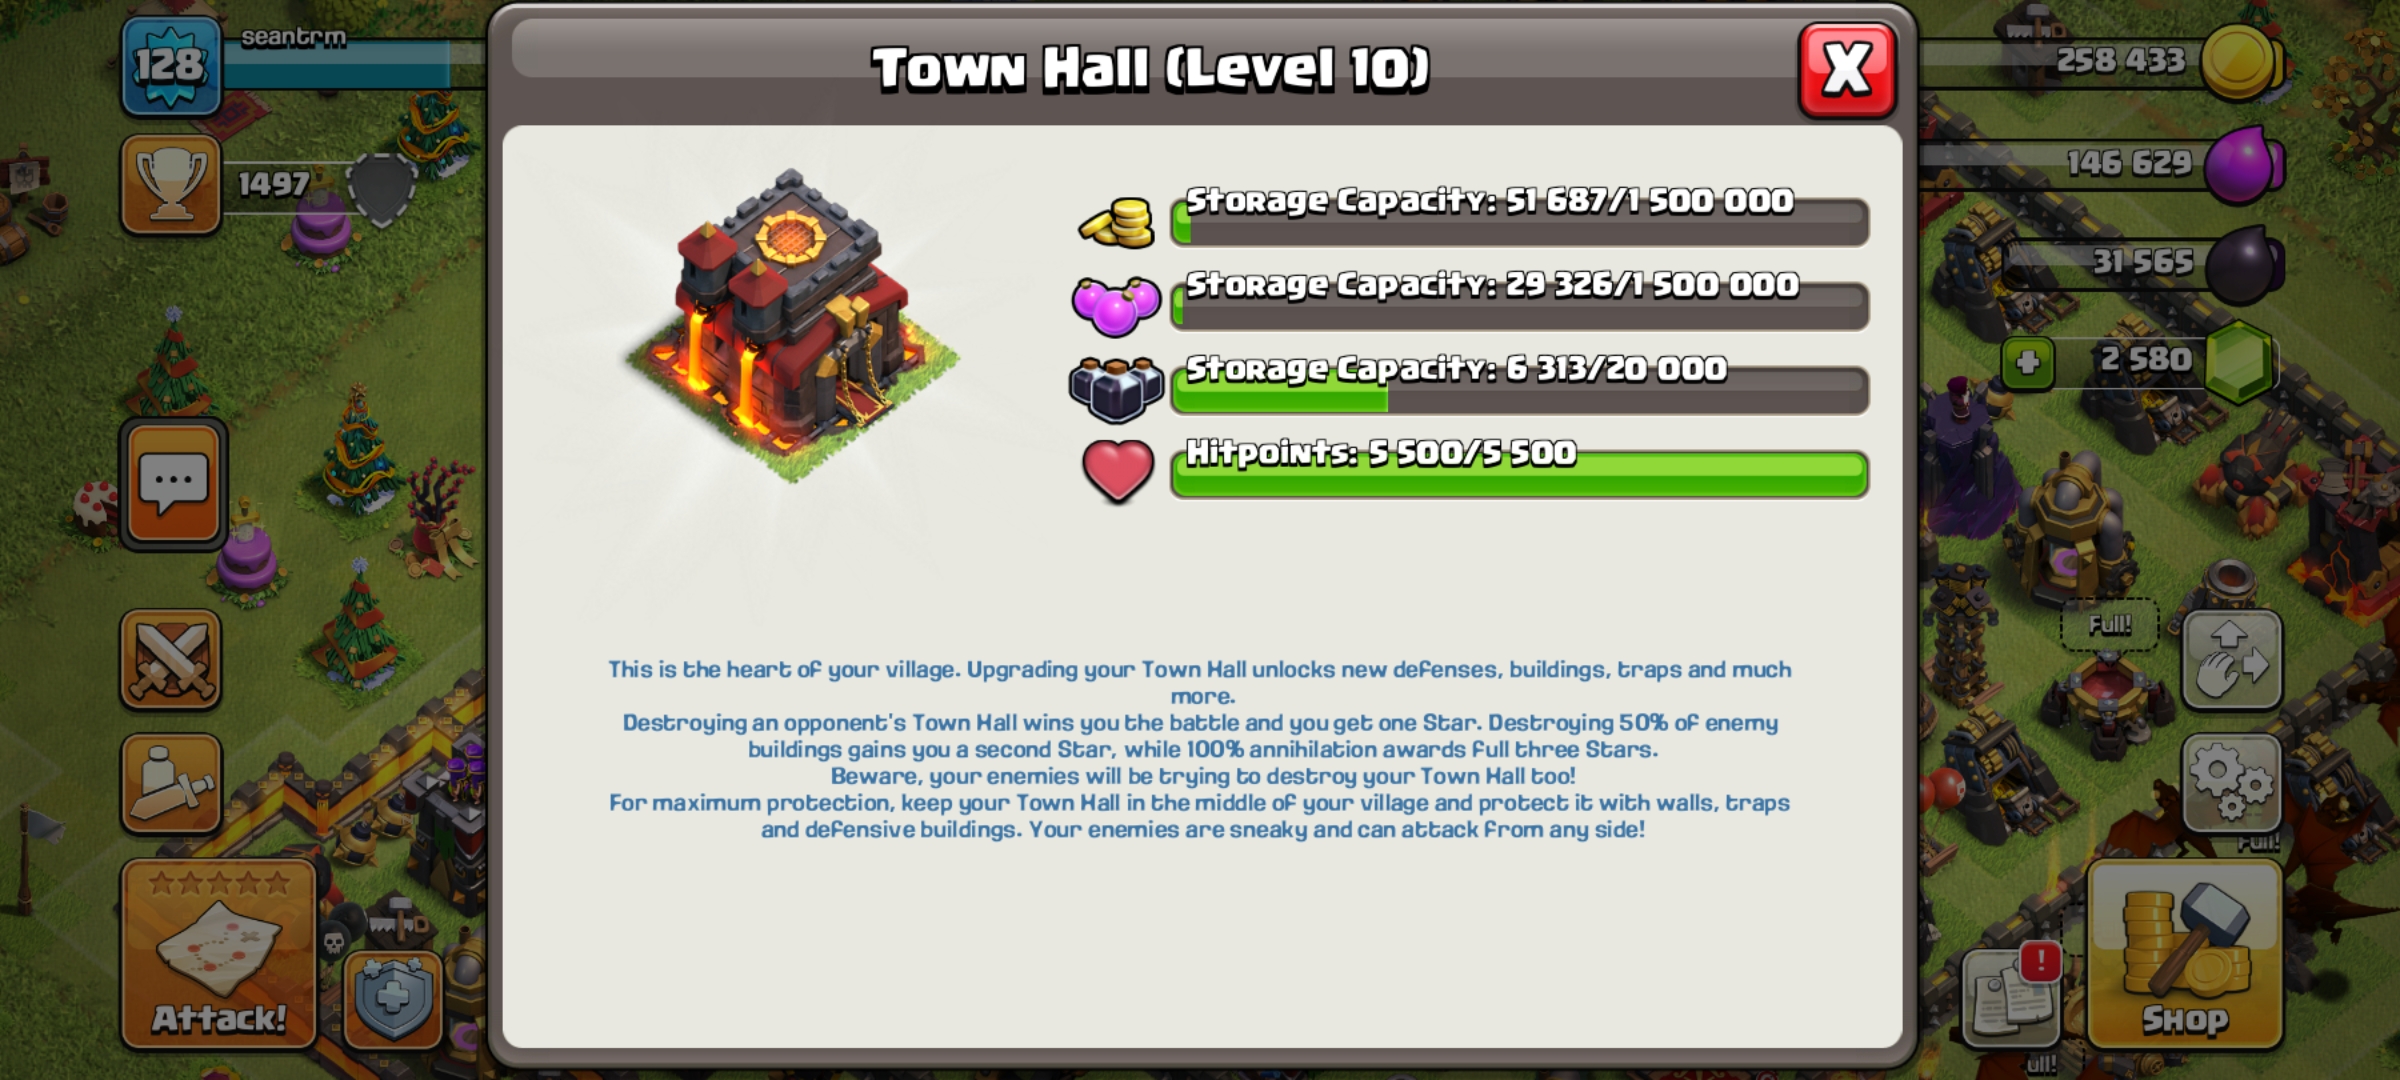 128
seantrm
1497
Town Hall (Level 10)
X
258 433
146 629
31 565
2 580
Storage Capacity: 51 687/1 500 000
Storage Capacity: 29 326/1 500 000
Storage Capacity: 6 313/20 000
Hitpoints: 5 500/5 500
This is the heart of your village. Upgrading your Town Hall unlocks new defenses, buildings, traps and much
more.
Destroying an opponent's Town Hall wins you the battle and you get one Star. Destroying 50% of enemy
buildings gains you a second Star, while 100% annihilation awards full three Stars.
Beware, your enemies will be trying to destroy your Town Hall too!
For maximum protection, keep your Town Hall in the middle of your village and protect it with walls, traps
and defensive buildings. Your enemies are sneaky and can attack from any side!
Full!
Full!
Attack!
!
Shop
ull!